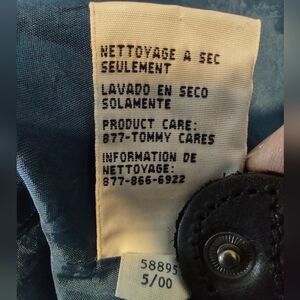 NETTOYAGE A SEC
SEULEMENT
LAVADO EN SECO
SOLAMENTE
PRODUCT CARE:
877-TOMMY CARES
INFORMATION DE
NETTOYAGE:
877-866-6922
58895
5/00